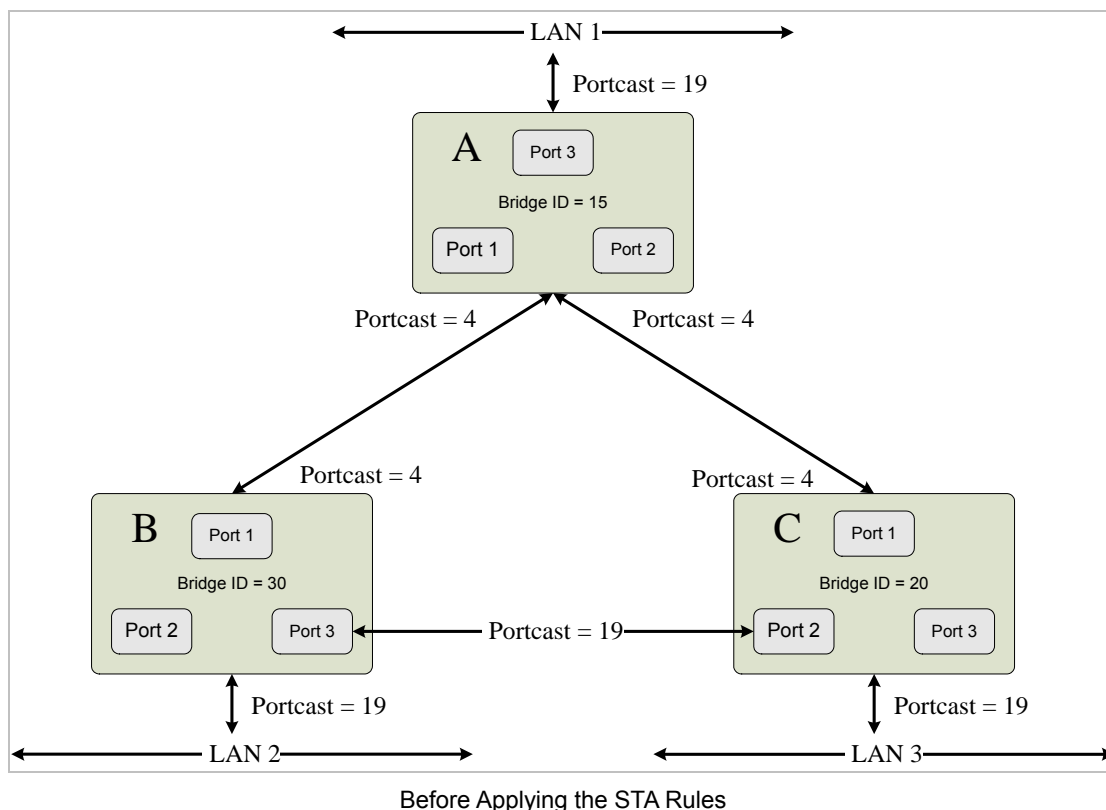 LAN 1
Portcast = 19
A
Port 3
Bridge ID = 15
Port 1
Port 2
Portcast = 4
Portcast = 4
Portcast = 4
Portcast = 4
B
Port 1
Bridge ID = 30
Port 2
Port 3
Portcast = 19
C
Port 1
Bridge ID = 20
Port 2
Port 3
Portcast = 19
Portcast = 19
LAN 2
LAN 3
Before Applying the STA Rules